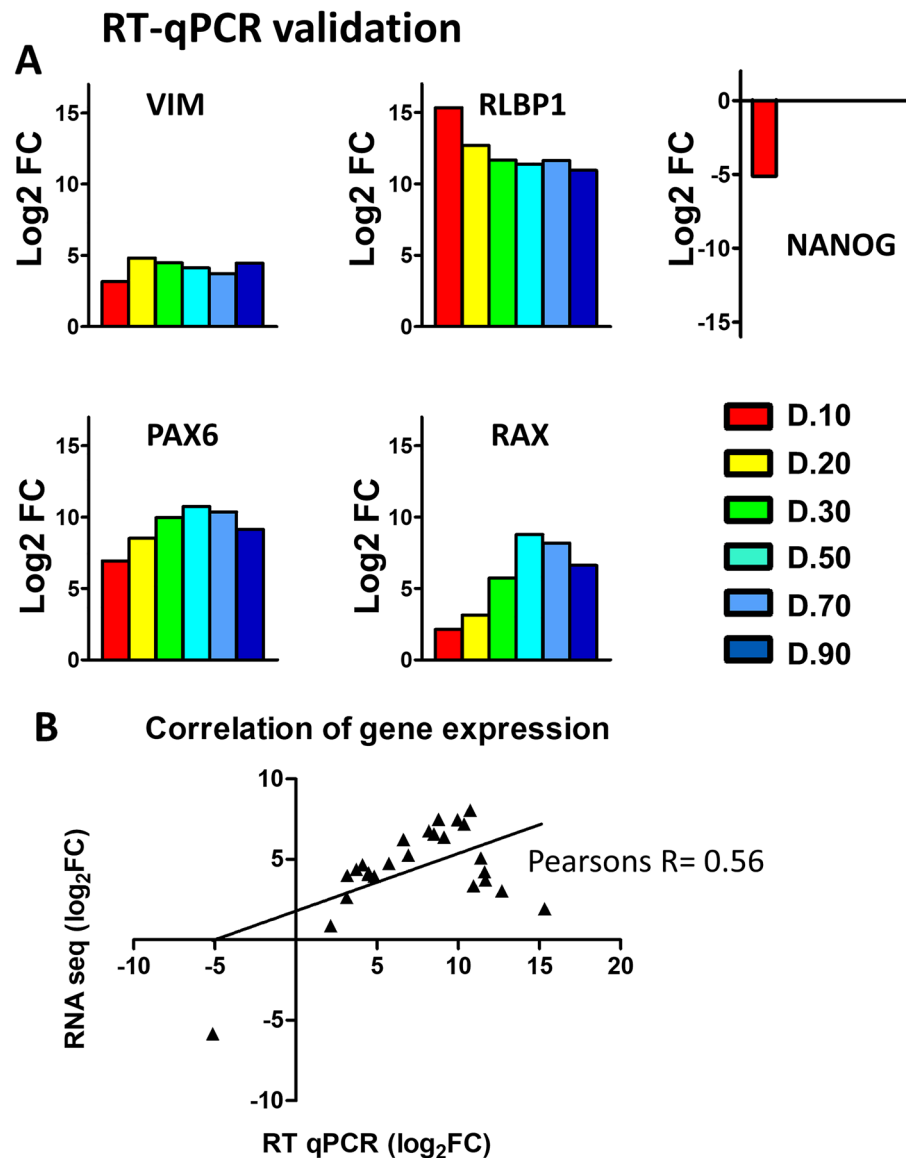 RT-qPCR validation
A
VIM
Log2 FC
15
10
5
0
RLBP1
Log2 FC
15
10
5
0
NANOG
Log2 FC
0
-5
-10
-15
PAX6
Log2 FC
15
10
5
0
RAX
Log2 FC
15
10
5
0
D.10
D.20
D.30
D.50
D.70
D.90
B
Correlation of gene expression
RNA seq (log₂FC)
10
5
-5
-10
-10
-5
5
10
15
20
Pearsons R= 0.56
RT qPCR (log₂FC)